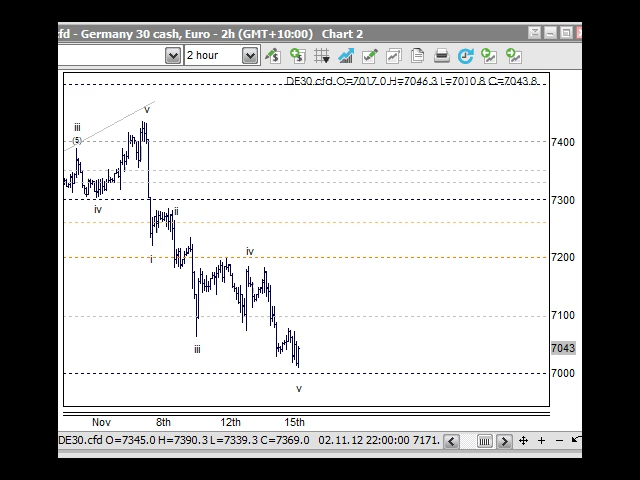 cfd - Germany 30 cash, Euro - 2h (GMT+10:00) Chart 2
2 hour
DE30.cfd O=7017.0 H=7046.3 L=7010.8 C=7043.8
v
iii
(5)
7400
iv
7300
ii
i
iv
7200
7100
iii
7043
7000
v
Nov 8th 12th 15th
DE30.cfd O=7345.0 H=7390.3 L=7339.3 C=7369.0 02.11.12 22:00:00 7171.